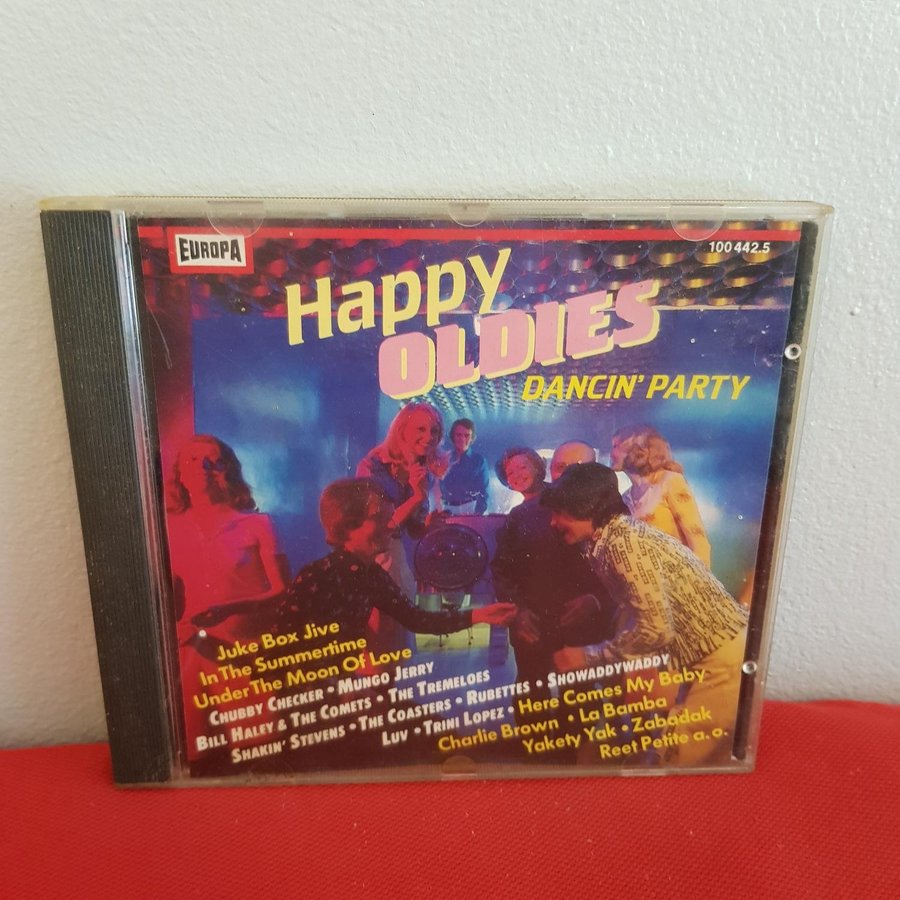 EUROPA
100 442.5
Happy
OLDIES
DANCIN' PARTY
Juke Box Jive
In The Summertime
Under The Moon Of Love
CHUBBY CHECKER • MUNGO JERRY
BILL HALEY & THE COMETS • THE TREMELOES
SHAKIN' STEVENS • THE COASTERS • RUBETTES • SHOWADDYWADDY
LUV • TRINI LOPEZ • Here Comes My Baby
Charlie Brown • La Bamba
Yakety Yak • Zabadak
Reet Petite a. o.